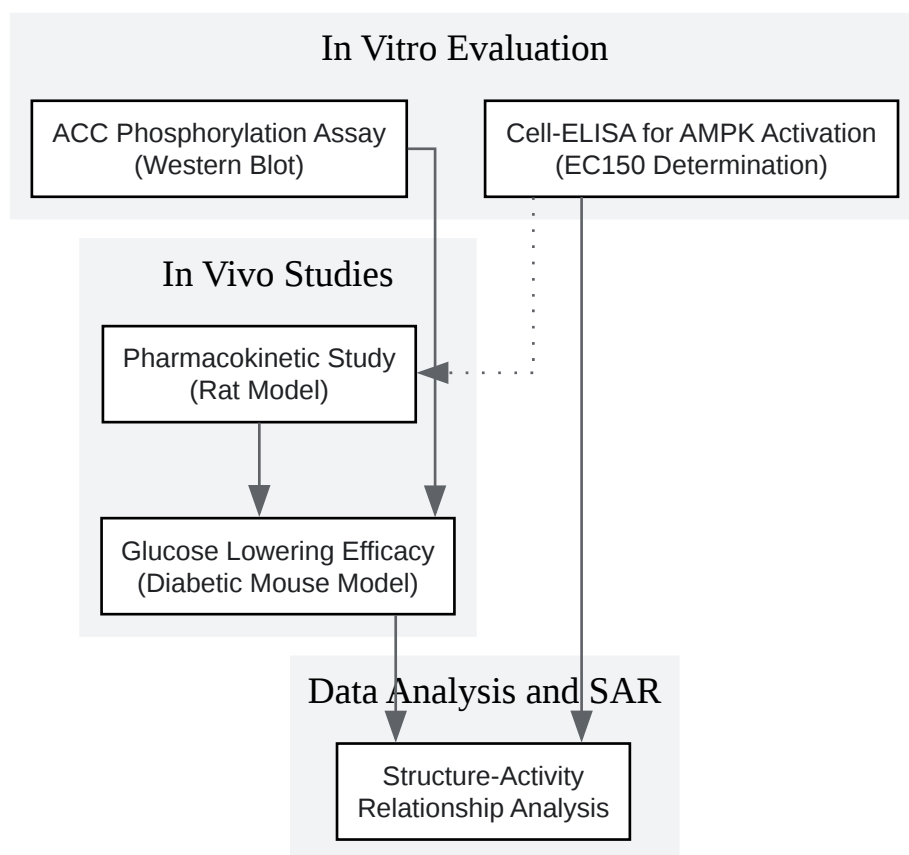 In Vitro Evaluation
ACC Phosphorylation Assay
(Western Blot)
Cell-ELISA for AMPK Activation
(EC150 Determination)
In Vivo Studies
Pharmacokinetic Study
(Rat Model)
Glucose Lowering Efficacy
(Diabetic Mouse Model)
Data Analysis and SAR
Structure-Activity
Relationship Analysis